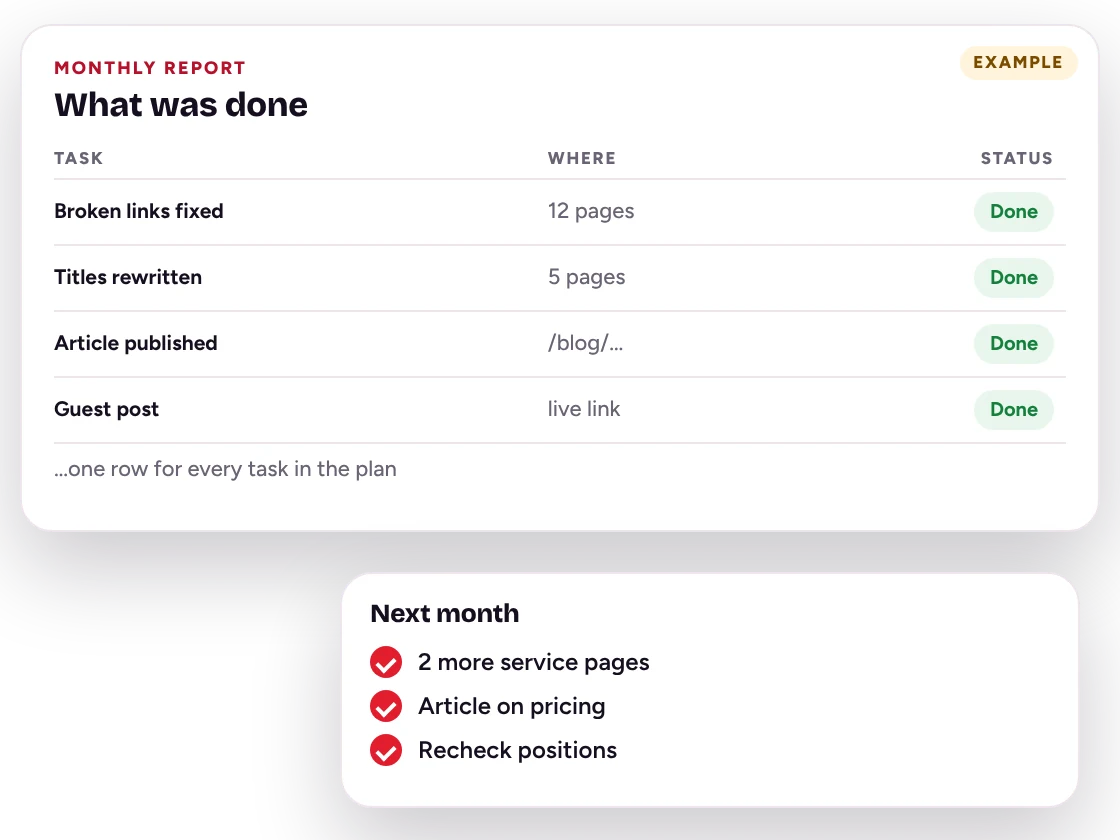 MONTHLY REPORT
EXAMPLE
What was done
TASK WHERE STATUS
Broken links fixed 12 pages Done
Titles rewritten 5 pages Done
Article published /blog/... Done
Guest post live link Done
...one row for every task in the plan
Next month
2 more service pages
Article on pricing
Recheck positions